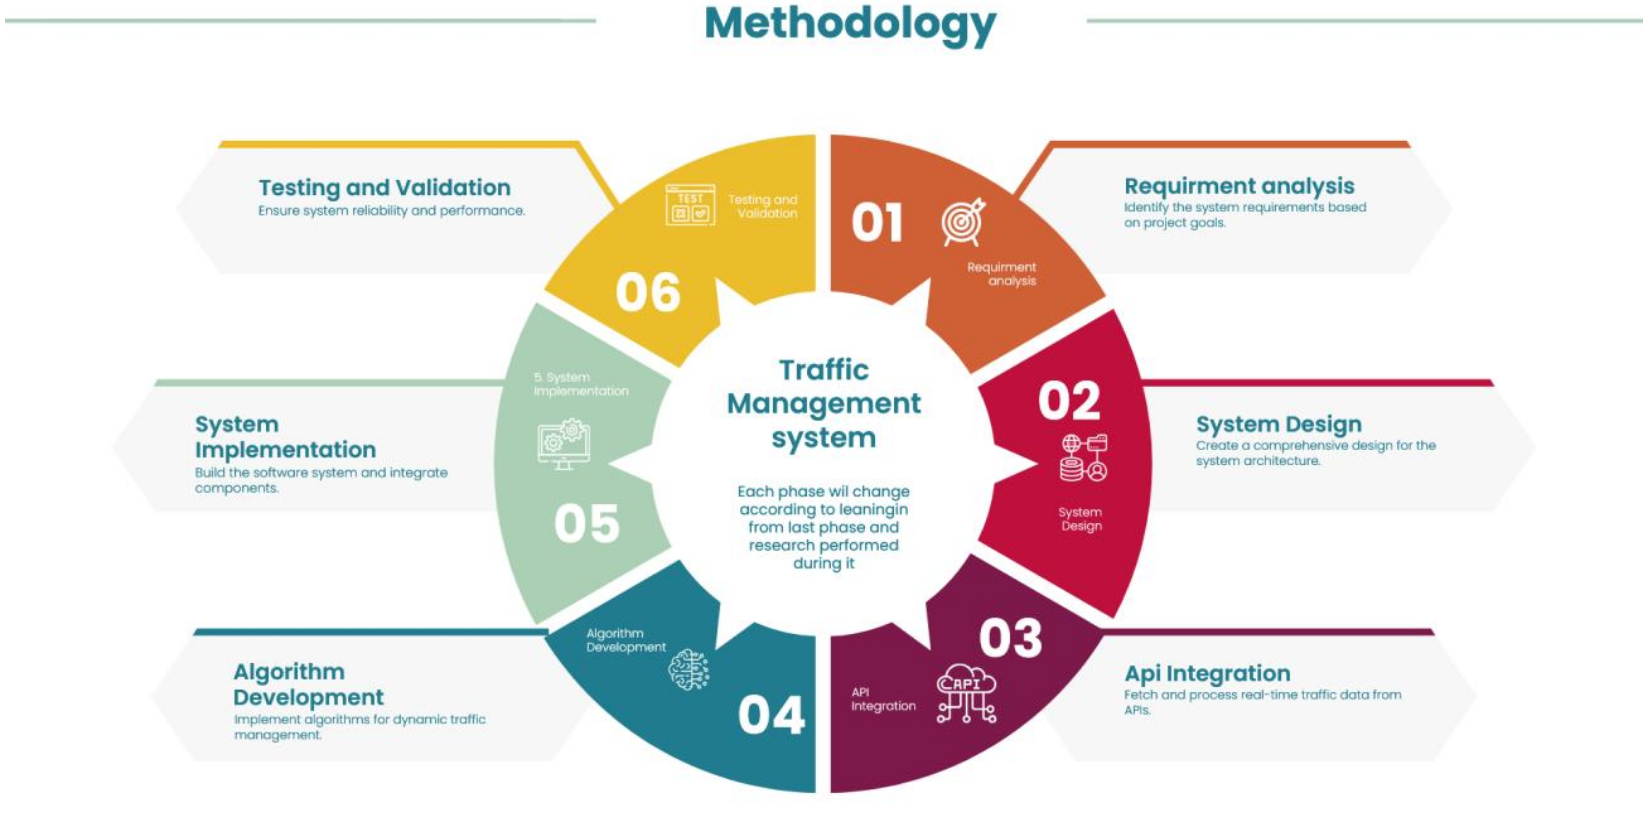 Methodology
Testing and Validation
Ensure system reliability and performance.
TEST
Testing and
Validation
06
01
Requirment
analysis
Requirment analysis
Identify the system requirements based
on project goals.
System
Implementation
Build the software system and integrate
components.
5. System
Implementation
05
Traffic
Management
system
Each phase wil change
according to leaningin
from last phase and
research performed
during it
02
System
Design
System Design
Create a comprehensive design for the
system architecture.
Algorithm
Development
Implement algorithms for dynamic traffic
management.
Algorithm
Development
04
03
API
API
Integration
Api Integration
Fetch and process real-time traffic data from
APIs.